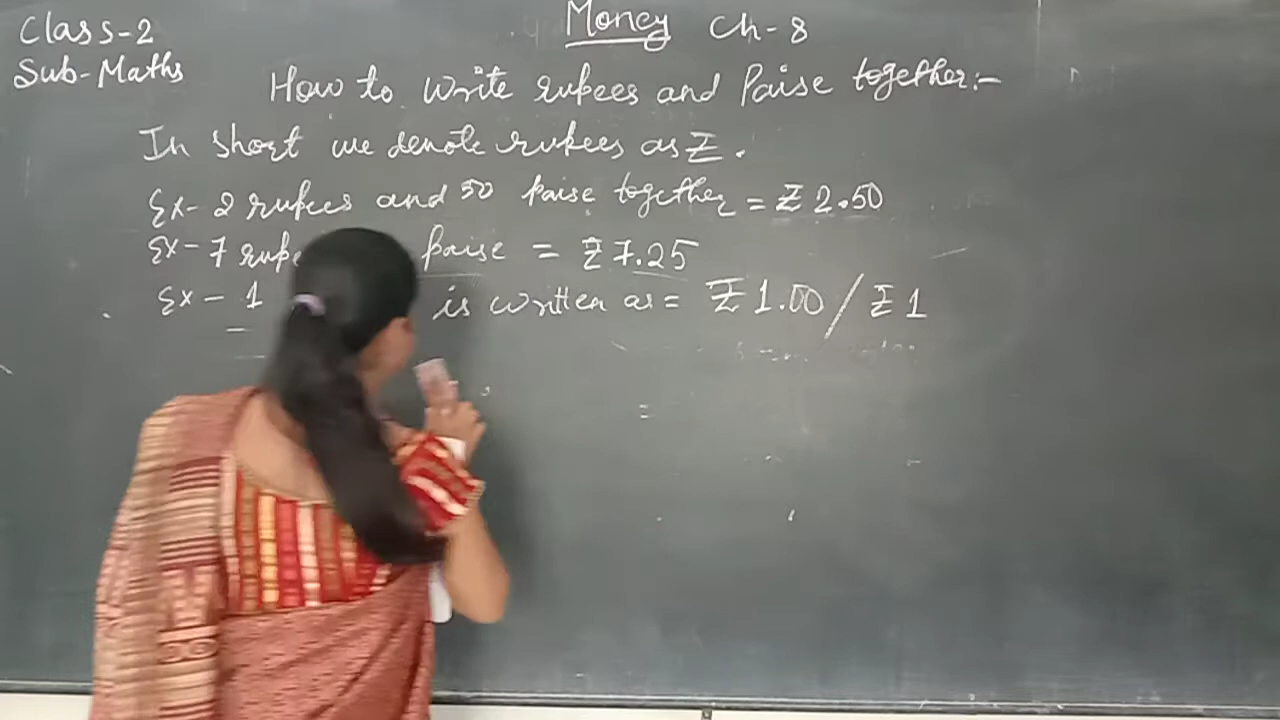 Class-2
Sub-Maths
Money Ch-8
How to write rupees and Paise together:-
In short we denote rupees as ₹.
Ex- 2 rupees and 50 paise together = ₹ 2.50
Ex- 7 rupe paise = ₹ 7.25
Ex - 1 is written as = ₹ 1.00 / ₹ 1